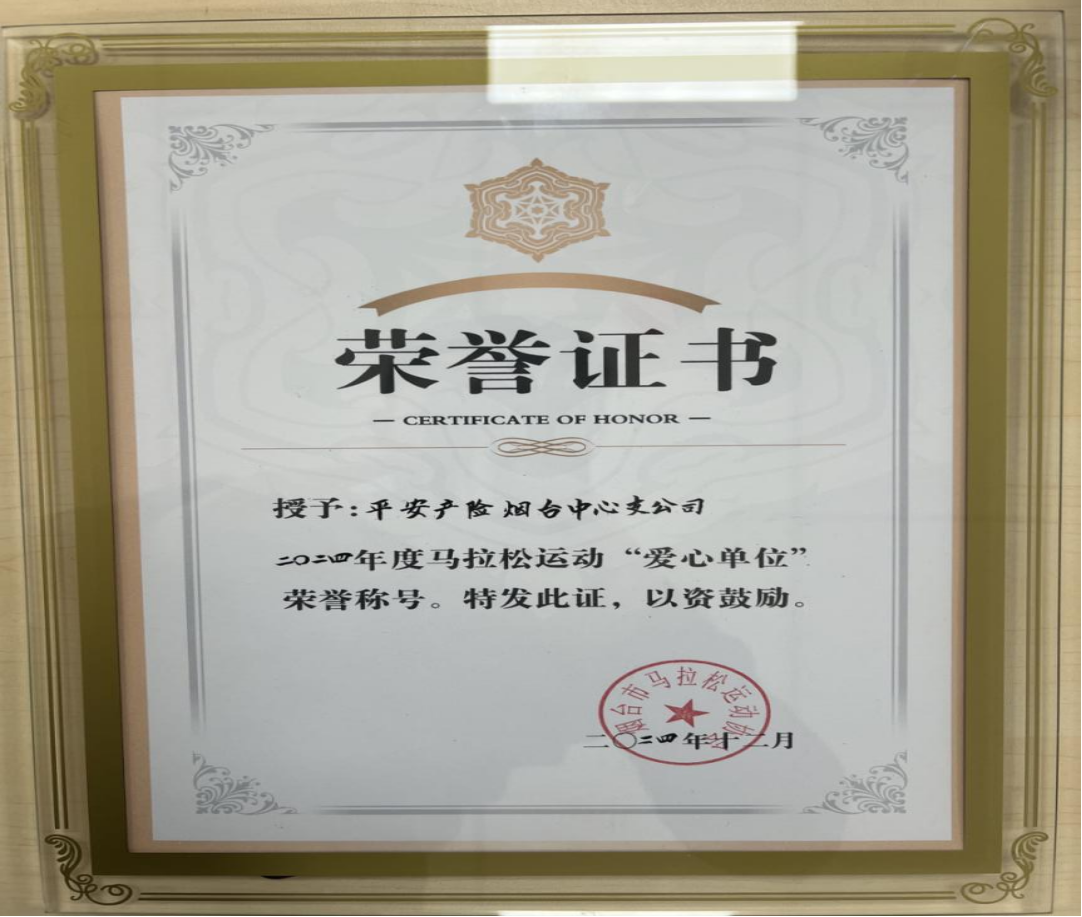 荣誉证书
— CERTIFICATE OF HONOR —
授予：平安产险烟台中心支公司
二〇二四年度马拉松运动“爱心单位”
荣誉称号。特发此证，以资鼓励。
烟台市马拉松运动协会
二〇二四年十二月